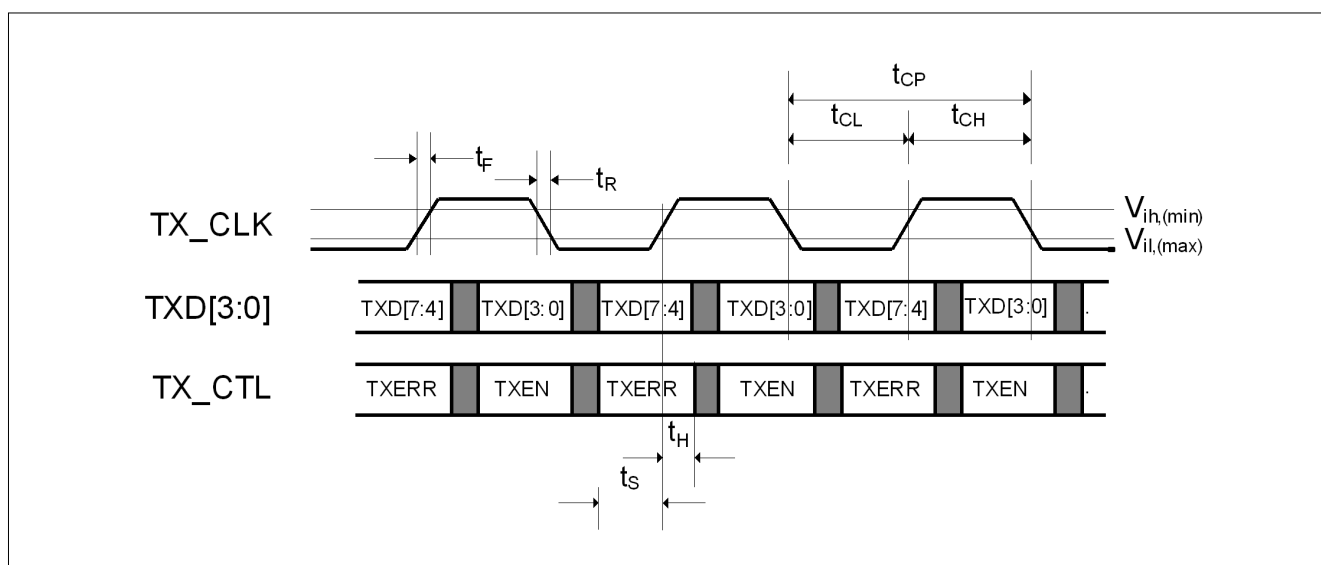 tCP
tCL tCH
tF
tR
TX_CLK
Vih,(min)
Vil,(max)
TXD[3:0] TXD[7:4] TXD[3:0] TXD[7:4] TXD[3:0] TXD[7:4] TXD[3:0] .
TX_CTL TXERR TXEN TXERR TXEN TXERR TXEN .
tH
tS